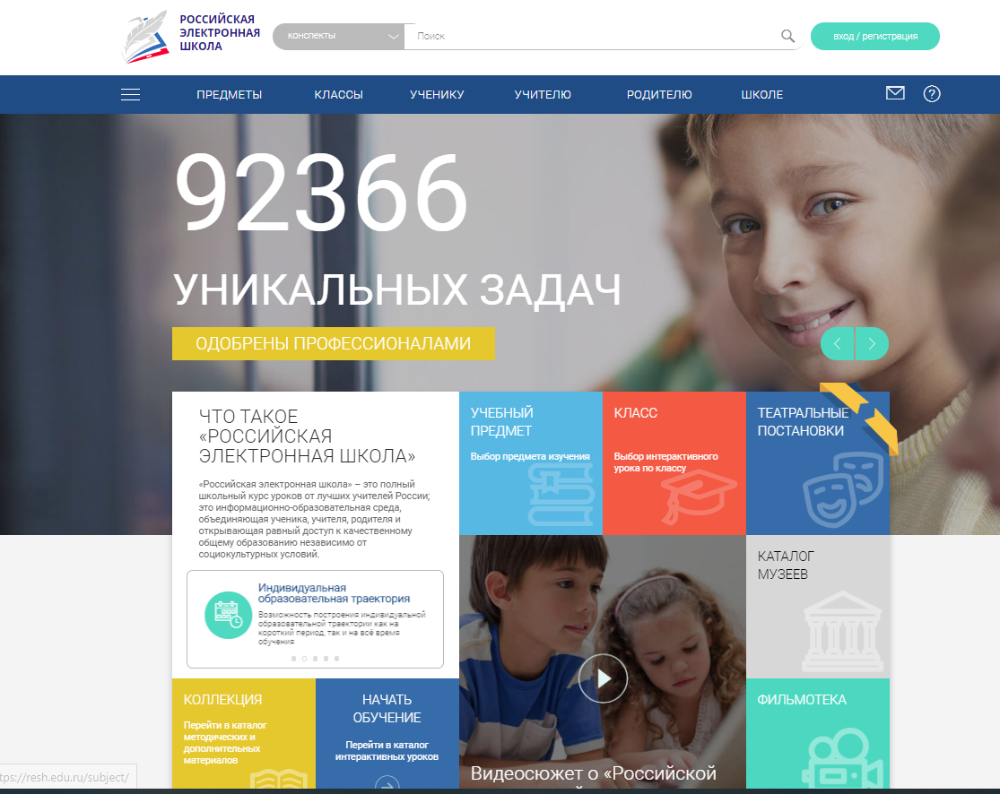 РОССИЙСКАЯ
ЭЛЕКТРОННАЯ
ШКОЛА
конспекты
Поиск
вход / регистрация
ПРЕДМЕТЫ
КЛАССЫ
УЧЕНИКУ
УЧИТЕЛЮ
РОДИТЕЛЮ
ШКОЛЕ
92366
УНИКАЛЬНЫХ ЗАДАЧ
ОДОБРЕНЫ ПРОФЕССИОНАЛАМИ
ЧТО ТАКОЕ
«РОССИЙСКАЯ
ЭЛЕКТРОННАЯ ШКОЛА»
«Российская электронная школа» – это полный
школьный курс уроков от лучших учителей России;
это информационно-образовательная среда,
объединяющая ученика, учителя, родителя и
открывающая равный доступ к качественному
общему образованию независимо от
социокультурных условий.
Индивидуальная
образовательная траектория
Возможность построения индивидуальной
образовательной траектории как на
короткий период, так и на всё время
обучения
УЧЕБНЫЙ
ПРЕДМЕТ
Выбор предмета изучения
КЛАСС
Выбор интерактивного
урока по классу
ТЕАТРАЛЬНЫЕ
ПОСТАНОВКИ
КАТАЛОГ
МУЗЕЕВ
КОЛЛЕКЦИЯ
Перейти в каталог
методических и
дополнительных
материалов
НАЧАТЬ
ОБУЧЕНИЕ
Перейти в каталог
интерактивных уроков
Видеосюжет о «Российской
ФИЛЬМОТЕКА
ttps://resh.edu.ru/subject/